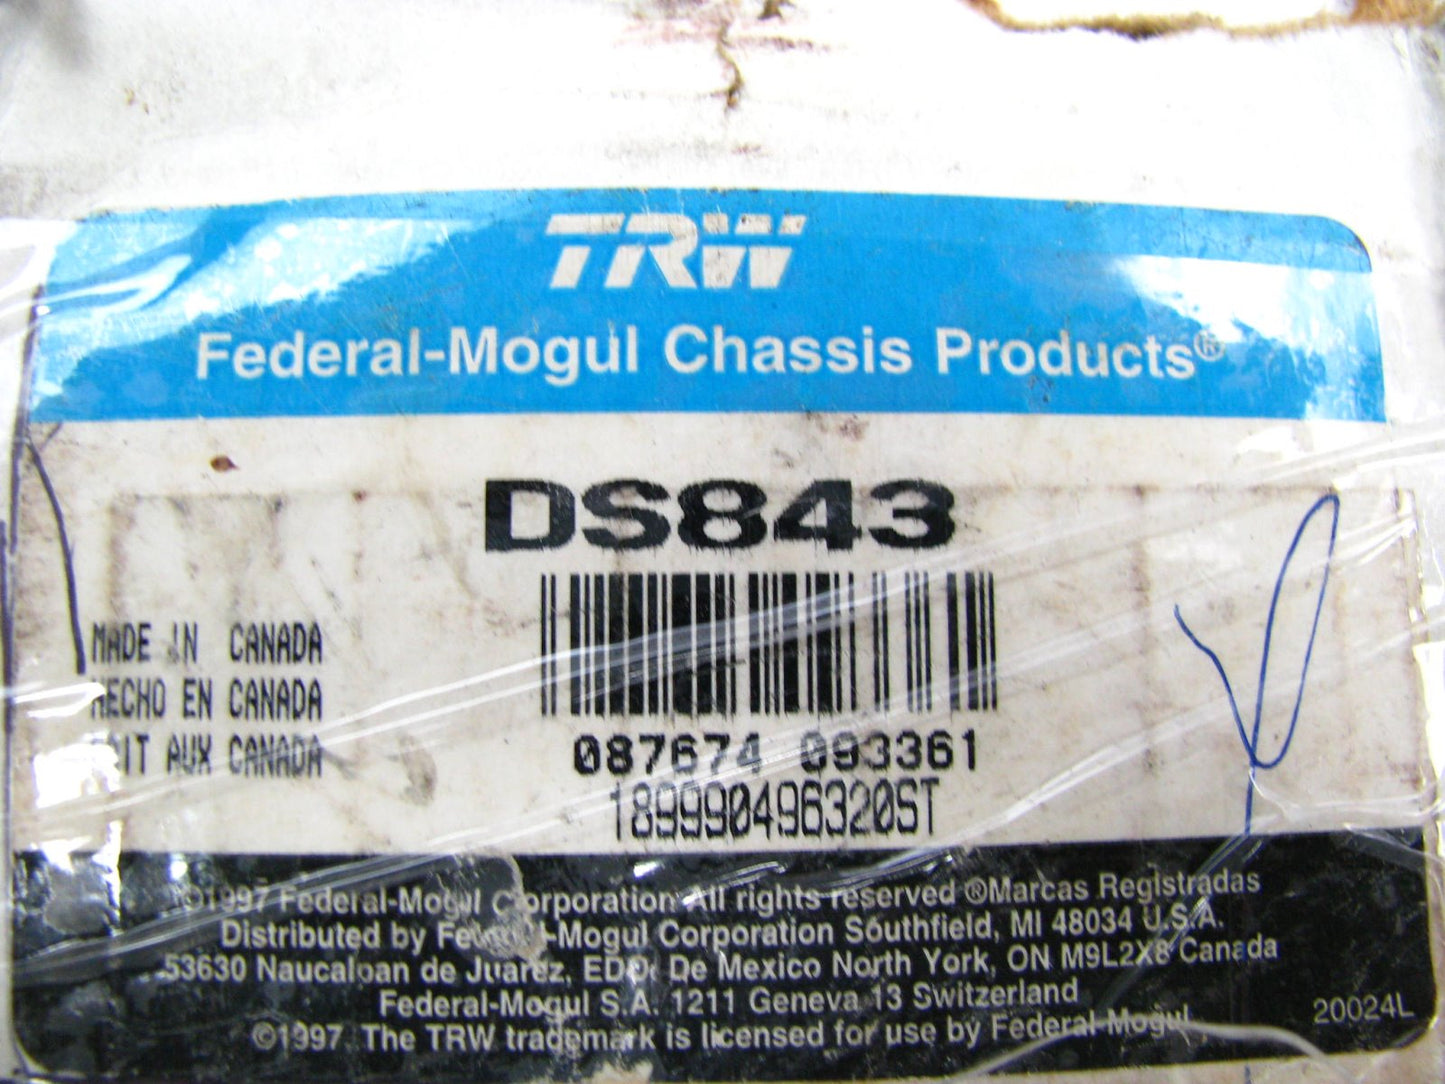 TRW
Federal-Mogul Chassis Products®
DS843
MADE IN CANADA
HECHO EN CANADA
FAIT AUX CANADA
087674 093361
189990496320ST
©1997 Federal-Mogul Corporation All rights reserved ®Marcas Registradas
Distributed by Federal-Mogul Corporation Southfield, MI 48034 U.S.A.
53630 Naucaloan de Juarez, EDO. De Mexico North York, ON M9L2X8 Canada
Federal-Mogul S.A. 1211 Geneva 13 Switzerland
©1997 The TRW trademark is licensed for use by Federal-Mogul
20024L